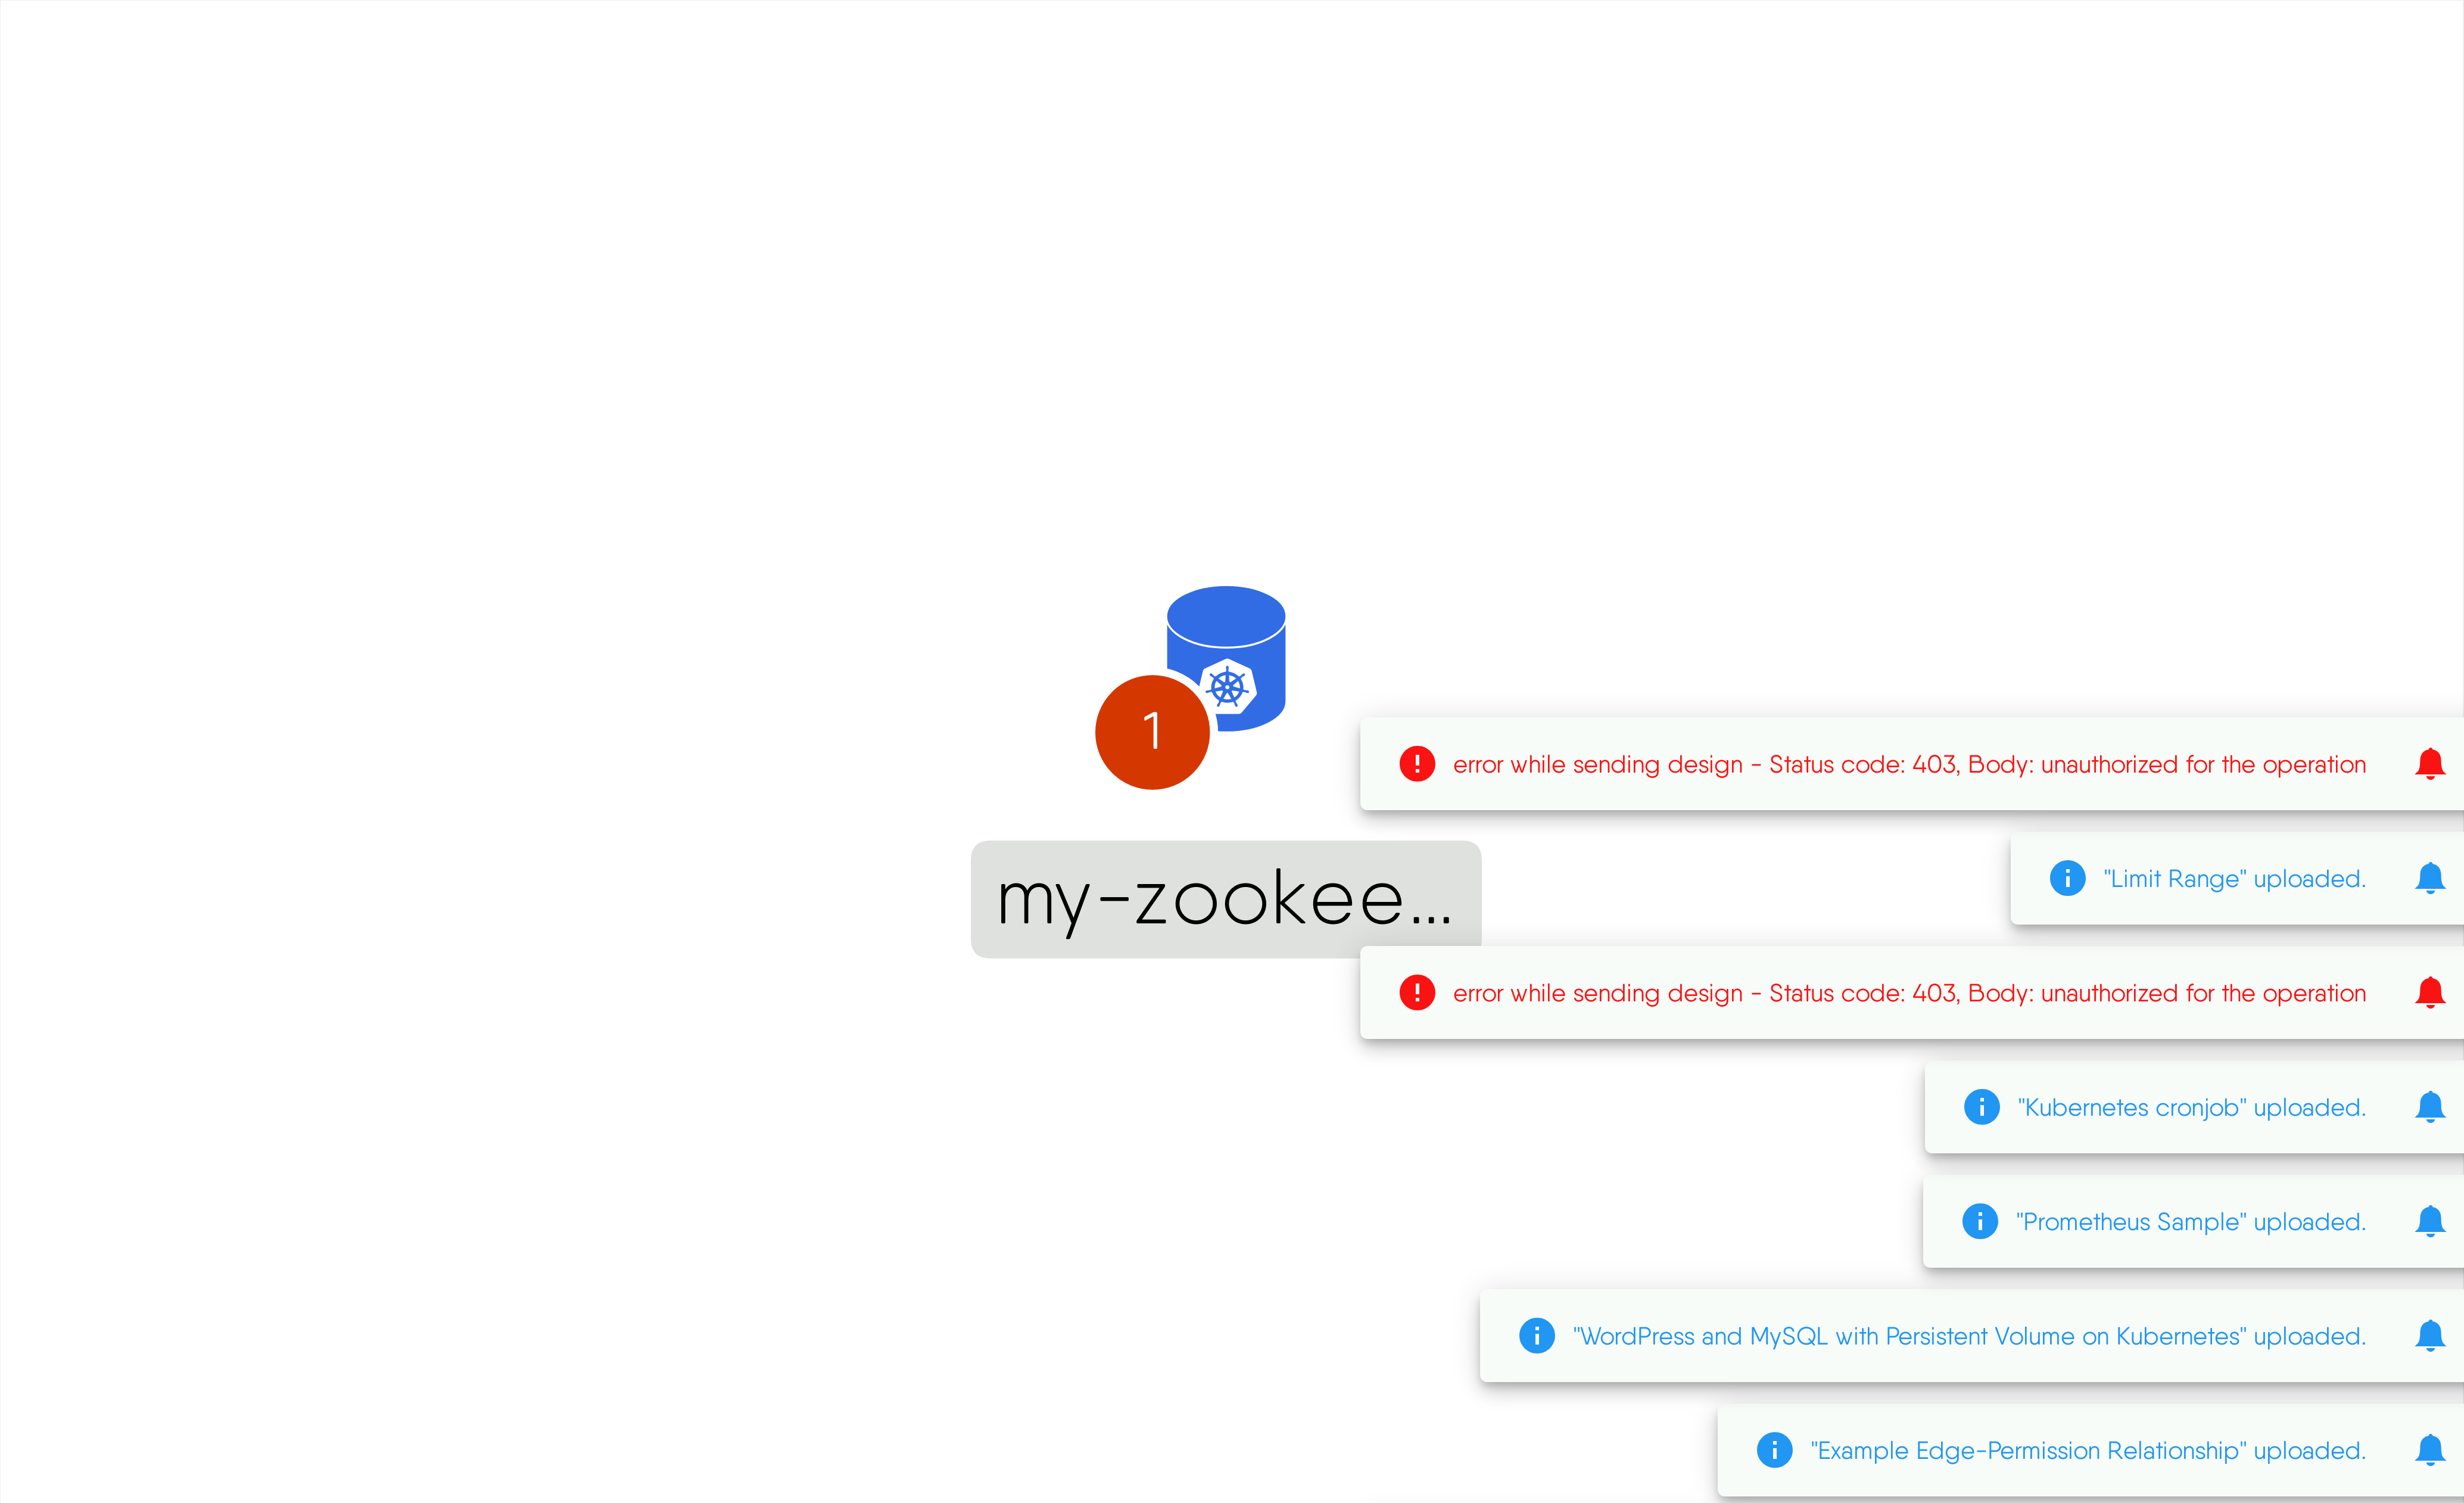 1
error while sending design - Status code: 403, Body: unauthorized for the operation
"Limit Range" uploaded.
my-zookee...
error while sending design - Status code: 403, Body: unauthorized for the operation
"Kubernetes cronjob" uploaded.
"Prometheus Sample" uploaded.
"WordPress and MySQL with Persistent Volume on Kubernetes" uploaded.
"Example Edge-Permission Relationship" uploaded.